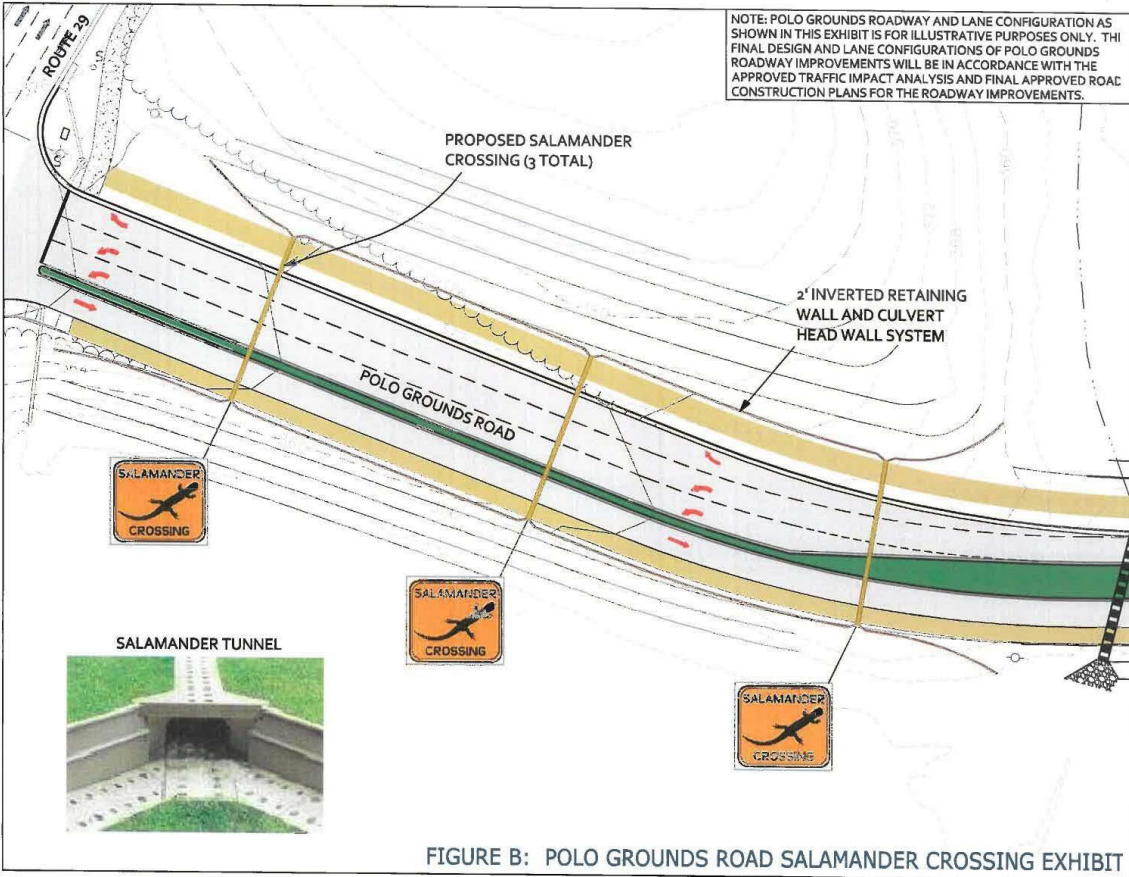 NOTE: POLO GROUNDS ROADWAY AND LANE CONFIGURATION AS
SHOWN IN THIS EXHIBIT IS FOR ILLUSTRATIVE PURPOSES ONLY. THI
FINAL DESIGN AND LANE CONFIGURATIONS OF POLO GROUNDS
ROADWAY IMPROVEMENTS WILL BE IN ACCORDANCE WITH THE
APPROVED TRAFFIC IMPACT ANALYSIS AND FINAL APPROVED ROAD
CONSTRUCTION PLANS FOR THE ROADWAY IMPROVEMENTS.
ROUTE 29
PROPOSED SALAMANDER
CROSSING (3 TOTAL)
2' INVERTED RETAINING
WALL AND CULVERT
HEAD WALL SYSTEM
POLO GROUNDS ROAD
SALAMANDER
CROSSING
SALAMANDER
CROSSING
SALAMANDER
CROSSING
SALAMANDER TUNNEL
FIGURE B: POLO GROUNDS ROAD SALAMANDER CROSSING EXHIBIT